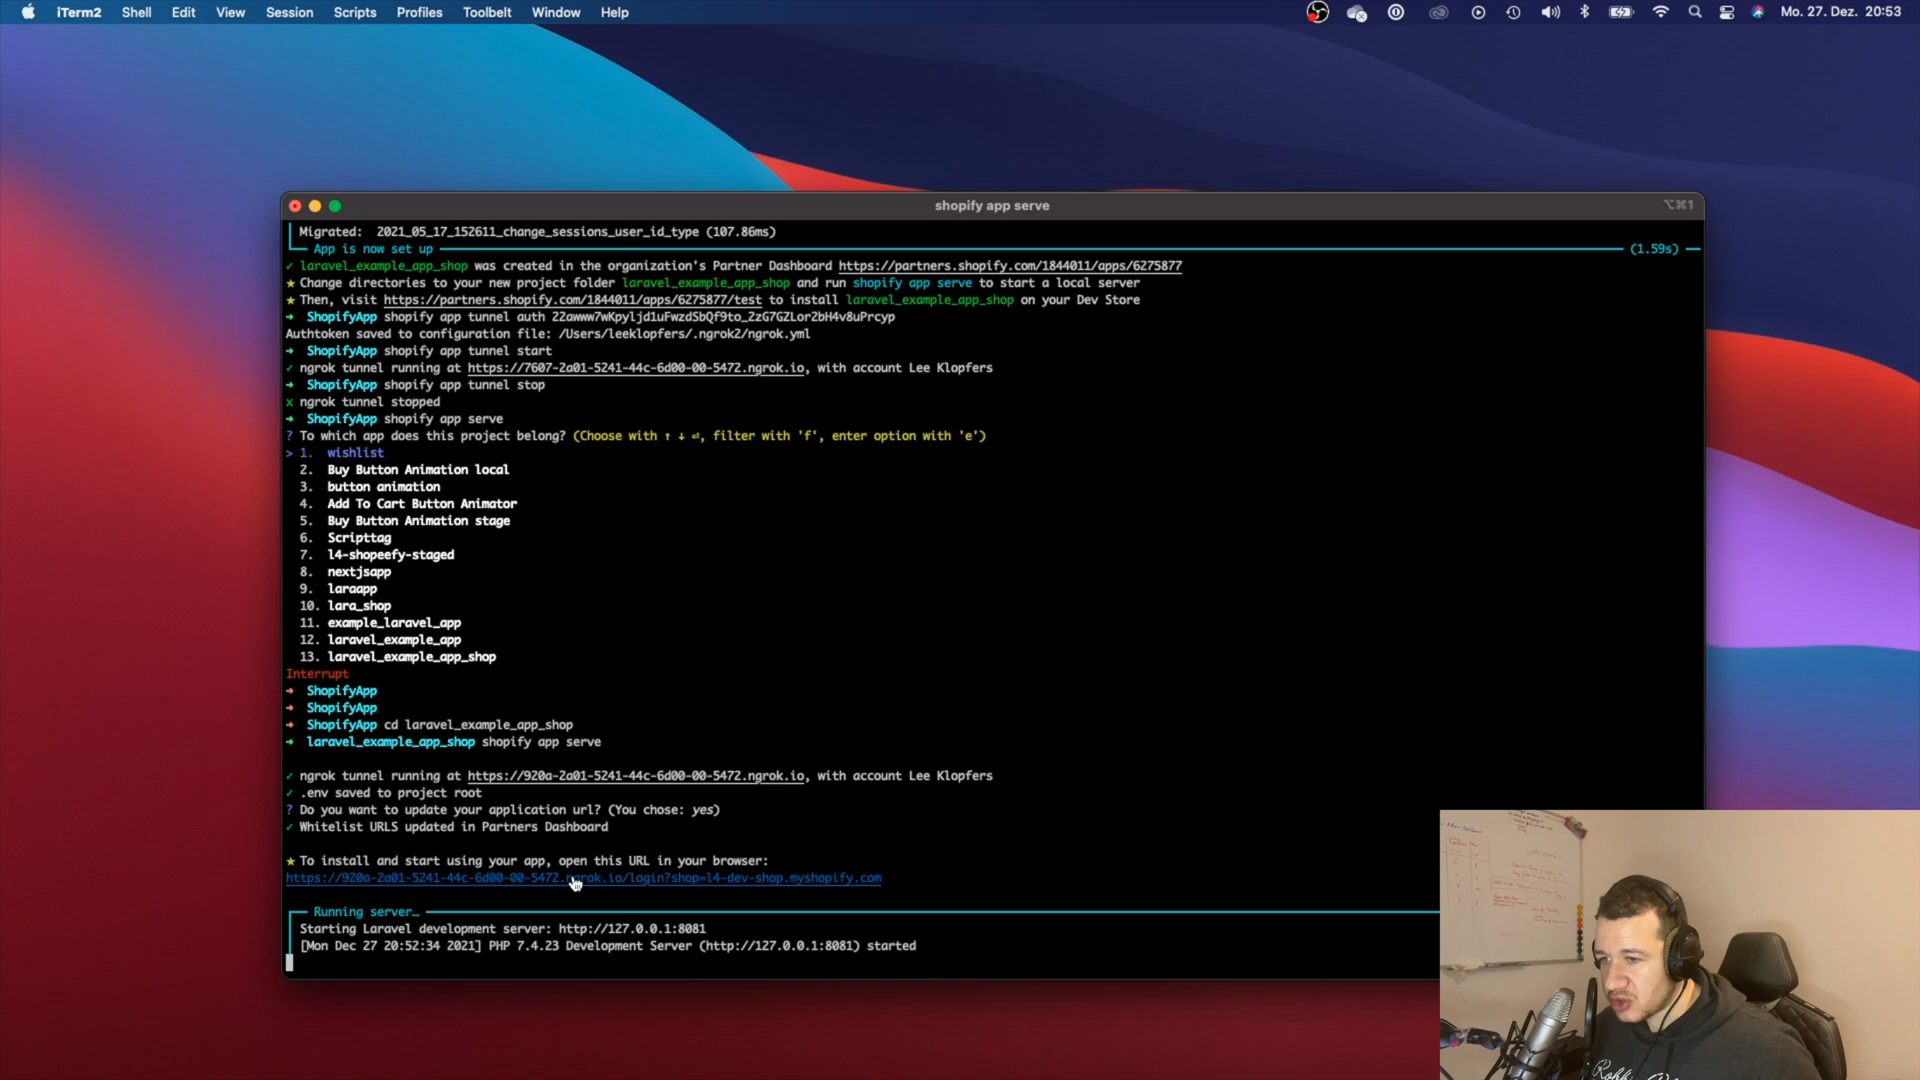 iTerm2 Shell Edit View Session Scripts Profiles Toolbelt Window Help Mo. 27. Dez. 20:53
shopify app serve ⌥⌘1
Migrated: 2021_05_17_152611_change_sessions_user_id_type (107.86ms)
App is now set up (1.59s)
✓ laravel_example_app_shop was created in the organization's Partner Dashboard https://partners.shopify.com/1844011/apps/6275877
★ Change directories to your new project folder laravel_example_app_shop and run shopify app serve to start a local server
★ Then, visit https://partners.shopify.com/1844011/apps/6275877/test to install laravel_example_app_shop on your Dev Store
→ ShopifyApp shopify app tunnel auth 22awww7wKpyljd1uFwzdSbQf9to_2zG7GZLor2bH4v8uPrcyp
Authtoken saved to configuration file: /Users/leeklopfers/.ngrok2/ngrok.yml
→ ShopifyApp shopify app tunnel start
✓ ngrok tunnel running at https://7607-2a01-5241-44c-6d00-00-5472.ngrok.io, with account Lee Klopfers
→ ShopifyApp shopify app tunnel stop
x ngrok tunnel stopped
→ ShopifyApp shopify app serve
? To which app does this project belong? (Choose with ↑ ↓ ⏎, filter with 'f', enter option with 'e')
> 1. wishlist
2. Buy Button Animation local
3. button animation
4. Add To Cart Button Animator
5. Buy Button Animation stage
6. Scripttag
7. l4-shopeefy-staged
8. nextjsapp
9. laraapp
10. lara_shop
11. example_laravel_app
12. laravel_example_app
13. laravel_example_app_shop
Interrupt
→ ShopifyApp
→ ShopifyApp
→ ShopifyApp cd laravel_example_app_shop
→ laravel_example_app_shop shopify app serve
✓ ngrok tunnel running at https://920a-2a01-5241-44c-6d00-00-5472.ngrok.io, with account Lee Klopfers
✓ .env saved to project root
? Do you want to update your application url? (You chose: yes)
✓ Whitelist URLS updated in Partners Dashboard
★ To install and start using your app, open this URL in your browser:
https://920a-2a01-5241-44c-6d00-00-5472.ngrok.io/login?shop=l4-dev-shop.myshopify.com
Running server…
Starting Laravel development server: http://127.0.0.1:8081
[Mon Dec 27 20:52:34 2021] PHP 7.4.23 Development Server (http://127.0.0.1:8081) started